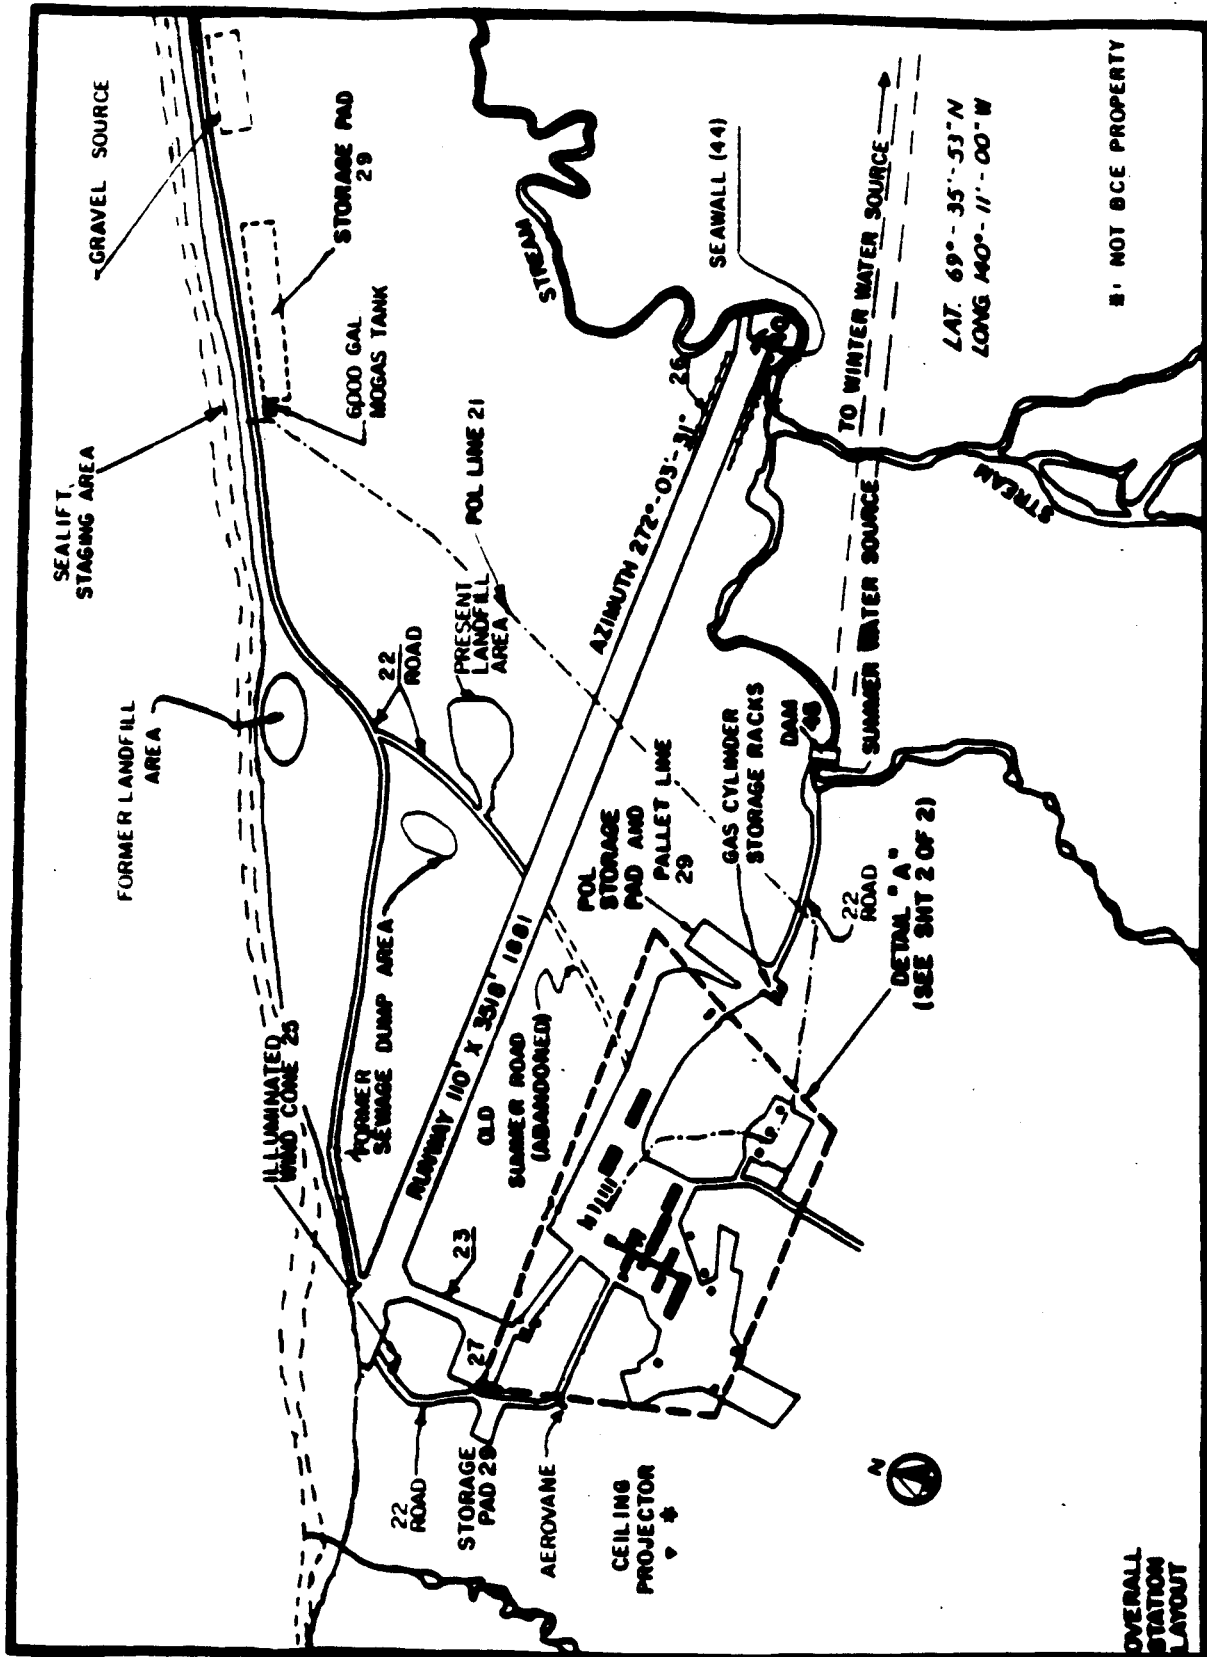 SEALIFT
STAGING AREA
GRAVEL SOURCE
STORAGE PAD
29
6,000 GAL
MOGAS TANK
FORMER LANDFILL
AREA
22
ROAD
PRESENT
LANDFILL
AREA
POL LINE 21
STREAM
SEAWALL (44)
26
ILLUMINATED
WIND CONE 25
FORMER
SEWAGE DUMP AREA
RUNWAY 110' X 3518' 1881
AZIMUTH 272°-03'-31"
OLD
SUMMER ROAD
(ABANDONED)
23
27
22
ROAD
STORAGE
PAD 29
AEROVANE
CEILING
PROJECTOR
*
POL
STORAGE
PAD AND
PALLET LINE
29
GAS CYLINDER
STORAGE RACKS
DAM
SUMMER WATER SOURCE
TO WINTER WATER SOURCE
22
ROAD
DETAIL "A"
(SEE SHT 2 OF 2)
STREAM
LAT. 69°-35'-53" N
LONG 140°-11'-00" W
*: NOT BCE PROPERTY
N
OVERALL
STATION
LAYOUT